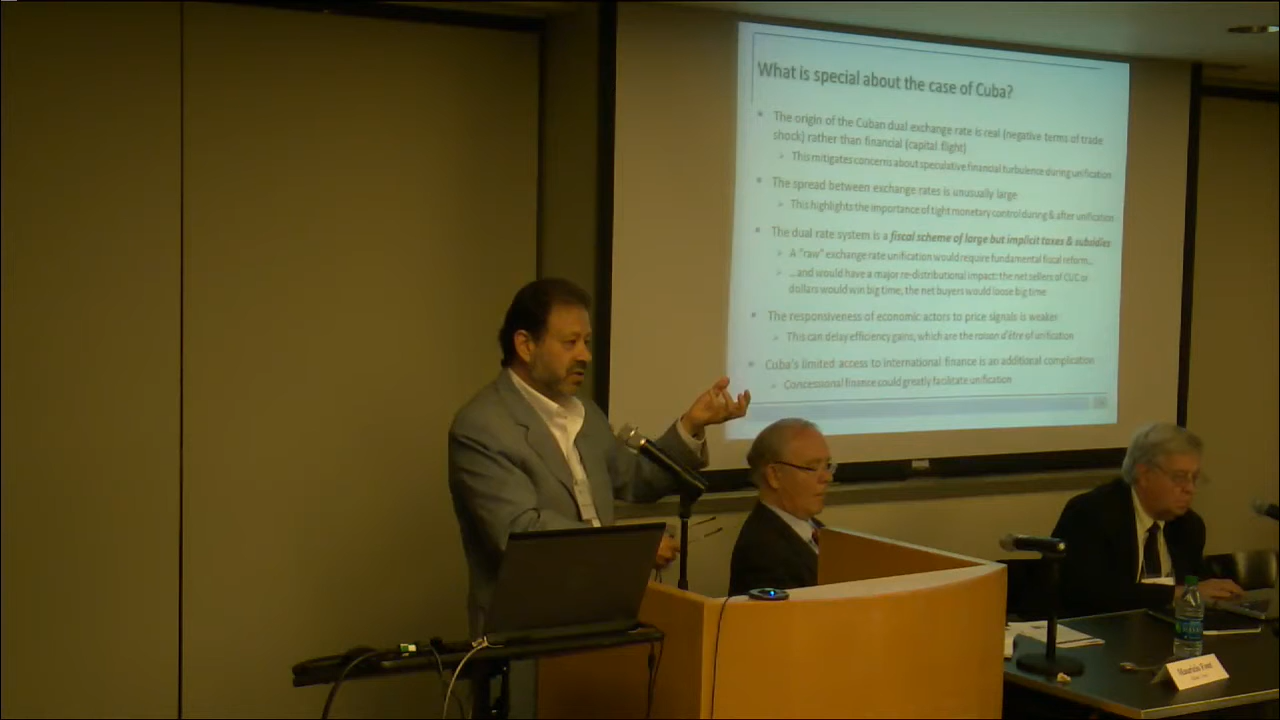 What is special about the case of Cuba?
The origin of the Cuban dual exchange rate is real (negative terms of trade
shock) rather than financial (capital flight)
This mitigates concerns about speculative financial turbulence during unification
The spread between exchange rates is unusually large
This highlights the importance of tight monetary control during & after unification
The dual rate system is a fiscal scheme of large but implicit taxes & subsidies
A "raw" exchange rate unification would require fundamental fiscal reform...
...and would have a major re-distributional impact: the net sellers of CUC or
dollars would win big time, the net buyers would loose big time
The responsiveness of economic actors to price signals is weaker
This can delay efficiency gains, which are the raison d'être of unification
Cuba's limited access to international finance is an additional complication
Concessional finance could greatly facilitate unification
Mauricio Font